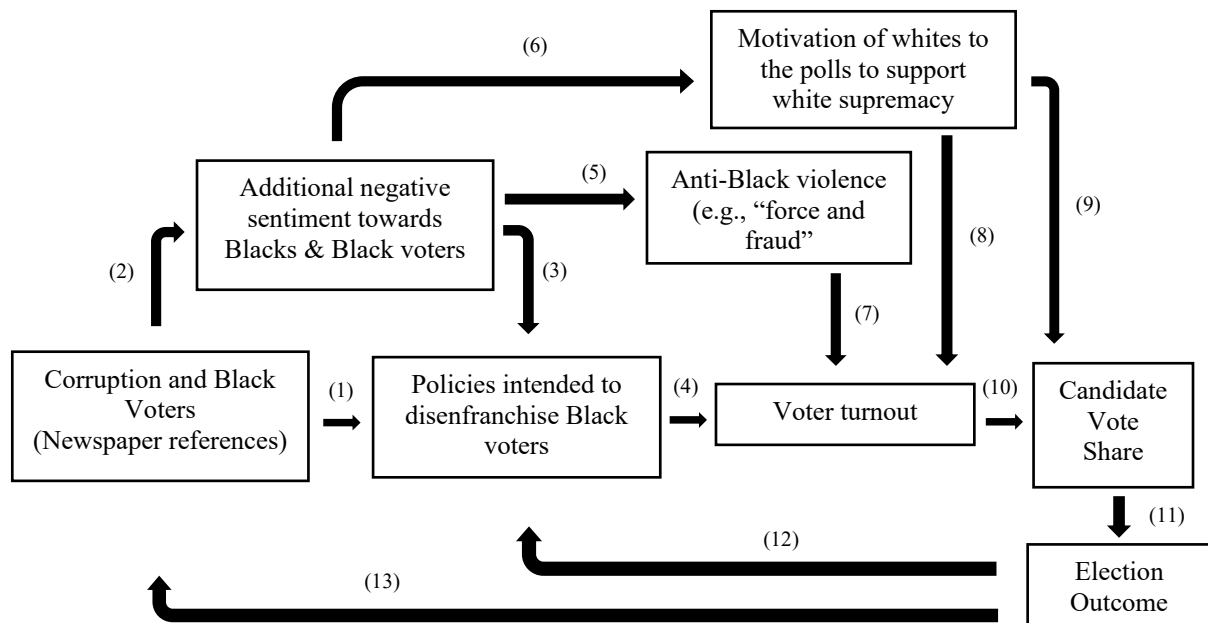 (6)
Motivation of whites to
the polls to support
white supremacy
Additional negative
sentiment towards
Blacks & Black voters
(5)
Anti-Black violence
(e.g., “force and
fraud”
(9)
(8)
(2)
(3)
(7)
Corruption and Black
Voters
(Newspaper references)
(1)
Policies intended to
disenfranchise Black
voters
(4)
Voter turnout
(10)
Candidate
Vote
Share
(11)
(12)
(13)
Election
Outcome